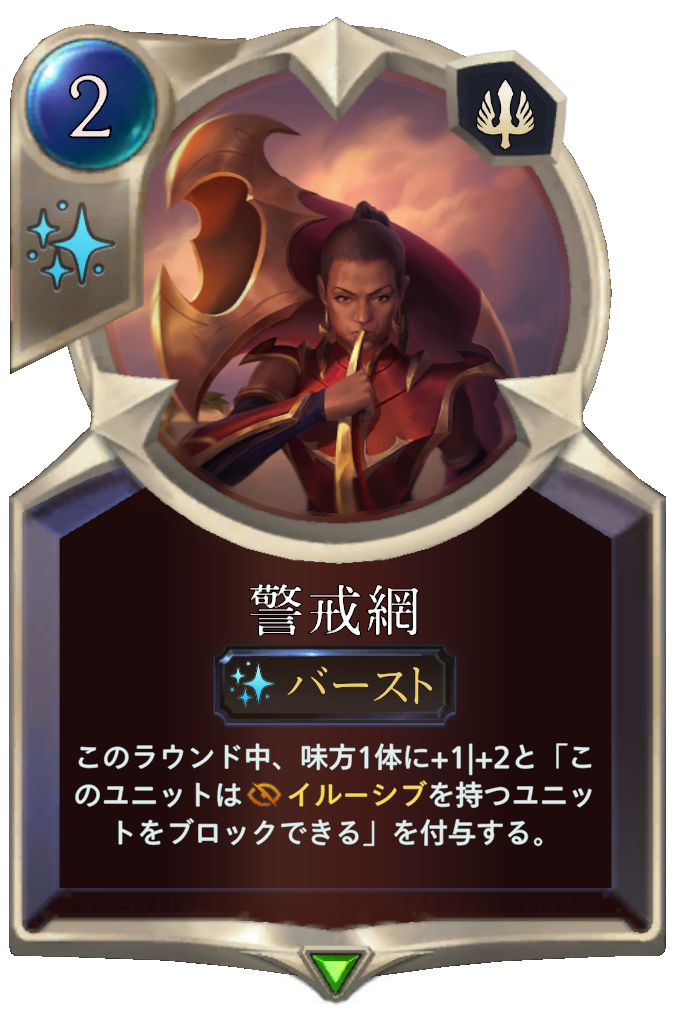 2
警戒網
バースト
このラウンド中、味方1体に+1|+2と「こ
のユニットはイルーシブを持つユニッ
トをブロックできる」を付与する。